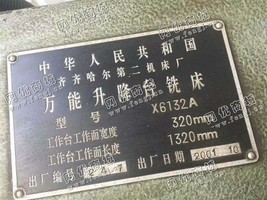 中华人民共和国
齐齐哈尔第二机床厂
万能升降台铣床
型号 X6132A
工作台工作面宽度 320mm
工作台工作面长度 1320mm
出厂编号 出厂日期 2001 10